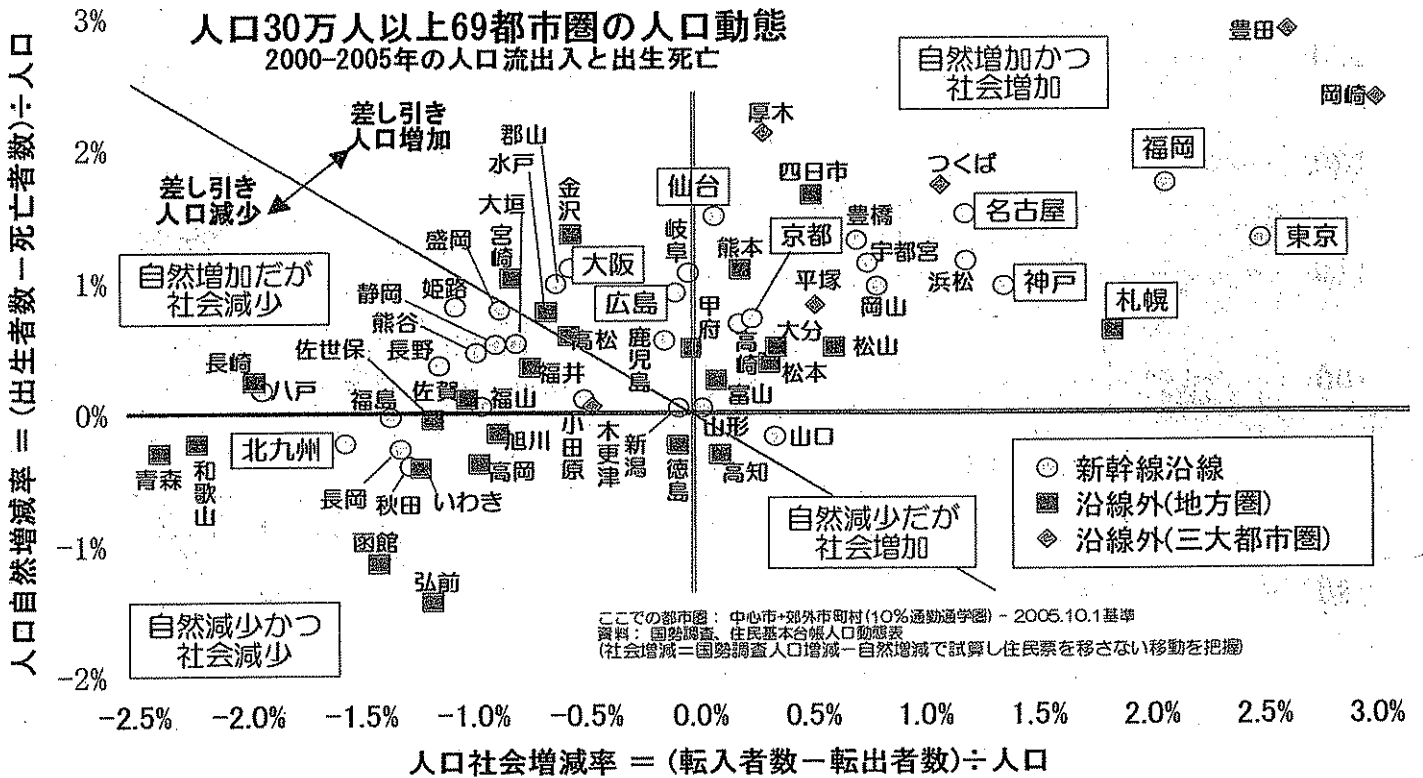 人口30万人以上69都市圏の人口動態
2000-2005年の人口流出入と出生死亡
人口自然増減率 = (出生者数-死亡者数)÷人口
3%
2%
1%
0%
-1%
-2%
差し引き
人口増加
差し引き
人口減少
自然増加かつ
社会増加
自然増加だが
社会減少
自然減少だが
社会増加
自然減少かつ
社会減少
豊田
岡崎
厚木
福岡
つくば
四日市
郡山
水戸
金沢
仙台
名古屋
大垣
宮崎
岐阜
熊本
京都
豊橋
宇都宮
東京
盛岡
大阪
平塚
浜松
神戸
姫路
静岡
広島
岡山
札幌
熊谷
甲府
大分
佐世保
長野
高松
鹿児島
高崎
松本
松山
長崎
八戸
福島
佐賀
福山
福井
富山
北九州
旭川
小田原
木更津
新潟
山形
山口
青森
和歌山
高岡
徳島
高知
長岡
秋田
いわき
函館
弘前
新幹線沿線
沿線外(地方圏)
沿線外(三大都市圏)
ここでの都市圏: 中心市+郊外市町村(10%通勤通学圏) - 2005.10.1基準
資料: 国勢調査、住民基本台帳人口動態表
(社会増減=国勢調査人口増減-自然増減で試算し住民票を移さない移動を把握)
-2.5%
-2.0%
-1.5%
-1.0%
-0.5%
0.0%
0.5%
1.0%
1.5%
2.0%
2.5%
3.0%
人口社会増減率 = (転入者数-転出者数)÷人口